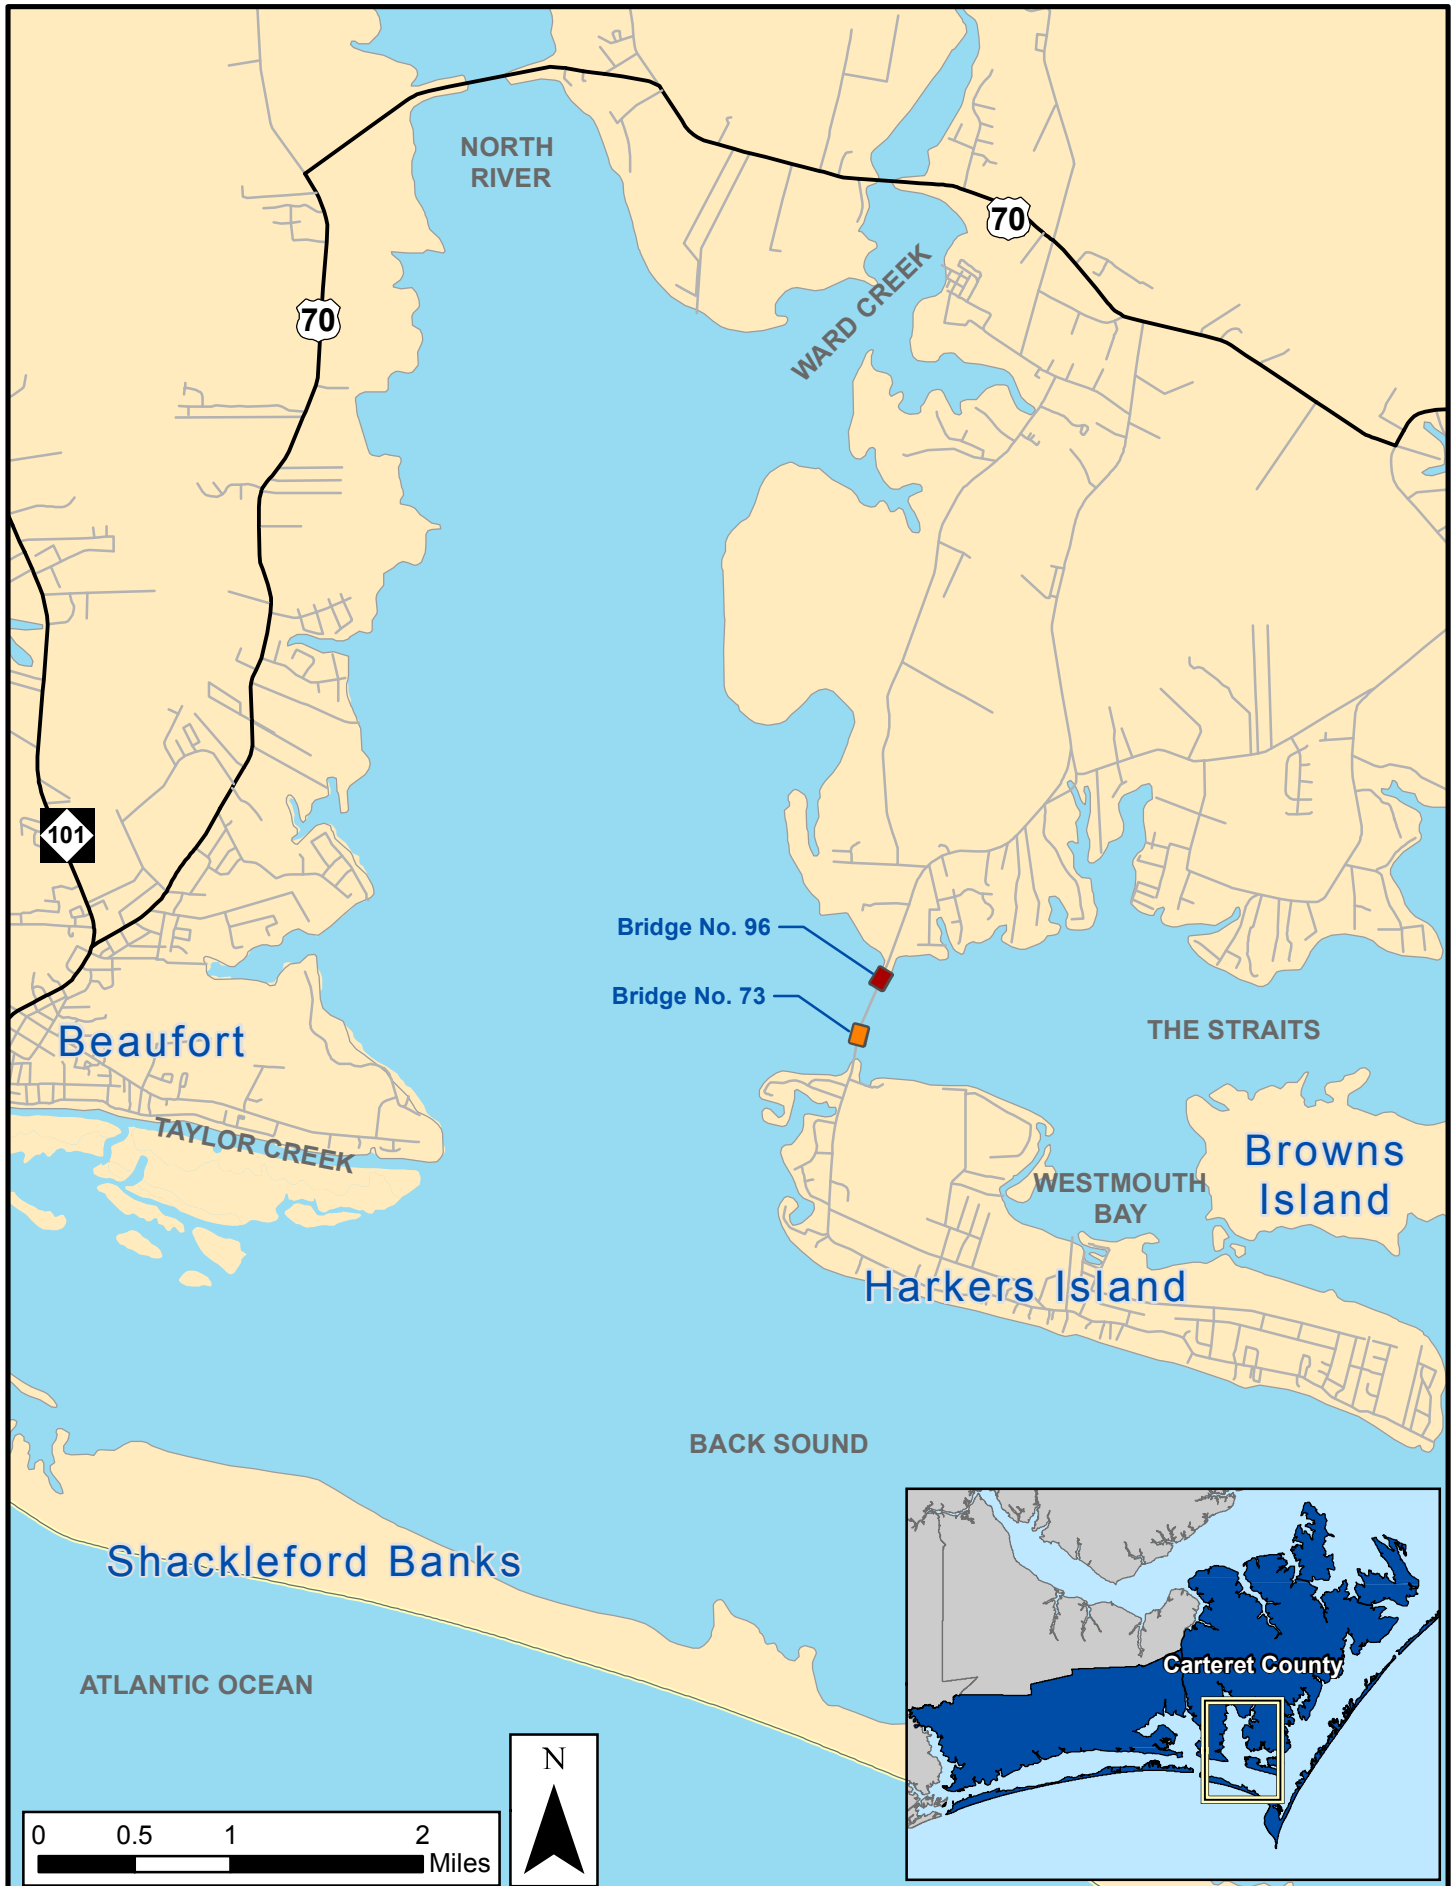 NORTH
RIVER
70
WARD CREEK
70
101
Bridge No. 96
Bridge No. 73
THE STRAITS
Beaufort
TAYLOR CREEK
Browns
Island
WESTMOUTH
BAY
Harkers Island
BACK SOUND
Shackleford Banks
Carteret County
ATLANTIC OCEAN
N
0 0.5 1 2
Miles